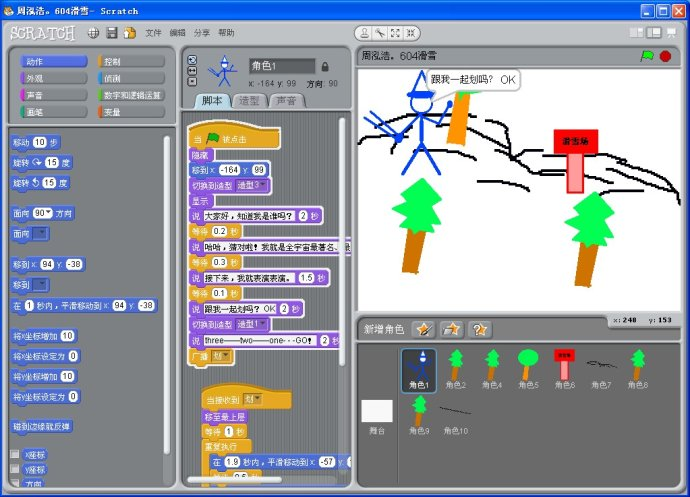 周泓浩。604滑雪- Scratch
SCRATCH
文件 编辑 分享 帮助
动作 控制
外观 侦测
声音 数字和逻辑运算
画笔 变量
移动 10 步
旋转 15 度
旋转 15 度
面向 90 方向
面向
移到 x: 94 y: -38
移到
在 1 秒内,平滑移动到 x: 94 y: -38
将x坐标增加 10
将x坐标设定为 0
将y坐标增加 10
将y坐标设定为 0
碰到边缘就反弹
x座标
y座标
方向
角色1
x: -164 y: 99 方向: 90
脚本 造型 声音
当 被点击
隐藏
移到 x: -164 y: 99
切换到造型 造型3
显示
说 大家好,知道我是谁吗? 2 秒
等待 0.2 秒
说 哈哈,猜对啦!我就是全宇宙最著名、最
等待 0.3 秒
说 接下来,我就表演表演。 1.5 秒
等待 0.1 秒
说 跟我一起划吗? OK 2 秒
切换到造型 造型1
说 three——two——one---GO! 2 秒
广播 划
当接收到 划
移至最上层
等待 1 秒
重复执行
在 1.9 秒内,平滑移动到 x: -57 y:
周泓浩。604滑雪
跟我一起划吗? OK
滑雪场
x: 248 y: 153
新增角色
舞台
角色1 角色2 角色4 角色5 角色6 角色7 角色8
角色9 角色10